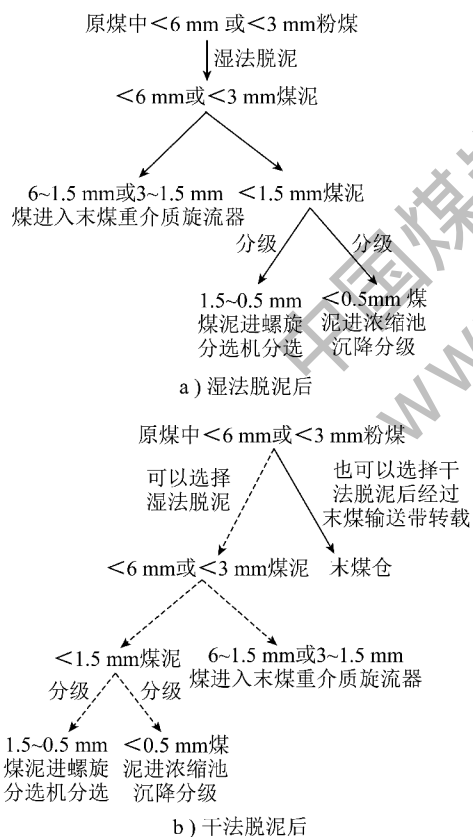 原煤中＜6 mm 或＜3 mm粉煤
湿法脱泥
＜6 mm或＜3 mm煤泥
6~1.5 mm或3~1.5 mm
煤进入末煤重介质旋流器
＜1.5 mm煤泥
分级
分级
1.5~0.5 mm
煤泥进螺旋
分选机分选
＜0.5mm 煤
泥进浓缩池
沉降分级
a ) 湿法脱泥后
原煤中＜6 mm或＜3 mm粉煤
可以选择
湿法脱泥
也可以选择干
法脱泥后经过
末煤输送带转载
＜6 mm或＜3 mm煤泥
末煤仓
＜1.5 mm煤泥
6~1.5 mm或3~1.5 mm
煤进入末煤重介质旋流器
分级
分级
1.5~0.5 mm
煤泥进螺旋
分选机分选
＜0.5 mm煤
泥进浓缩池
沉降分级
b ) 干法脱泥后
中国煤
www